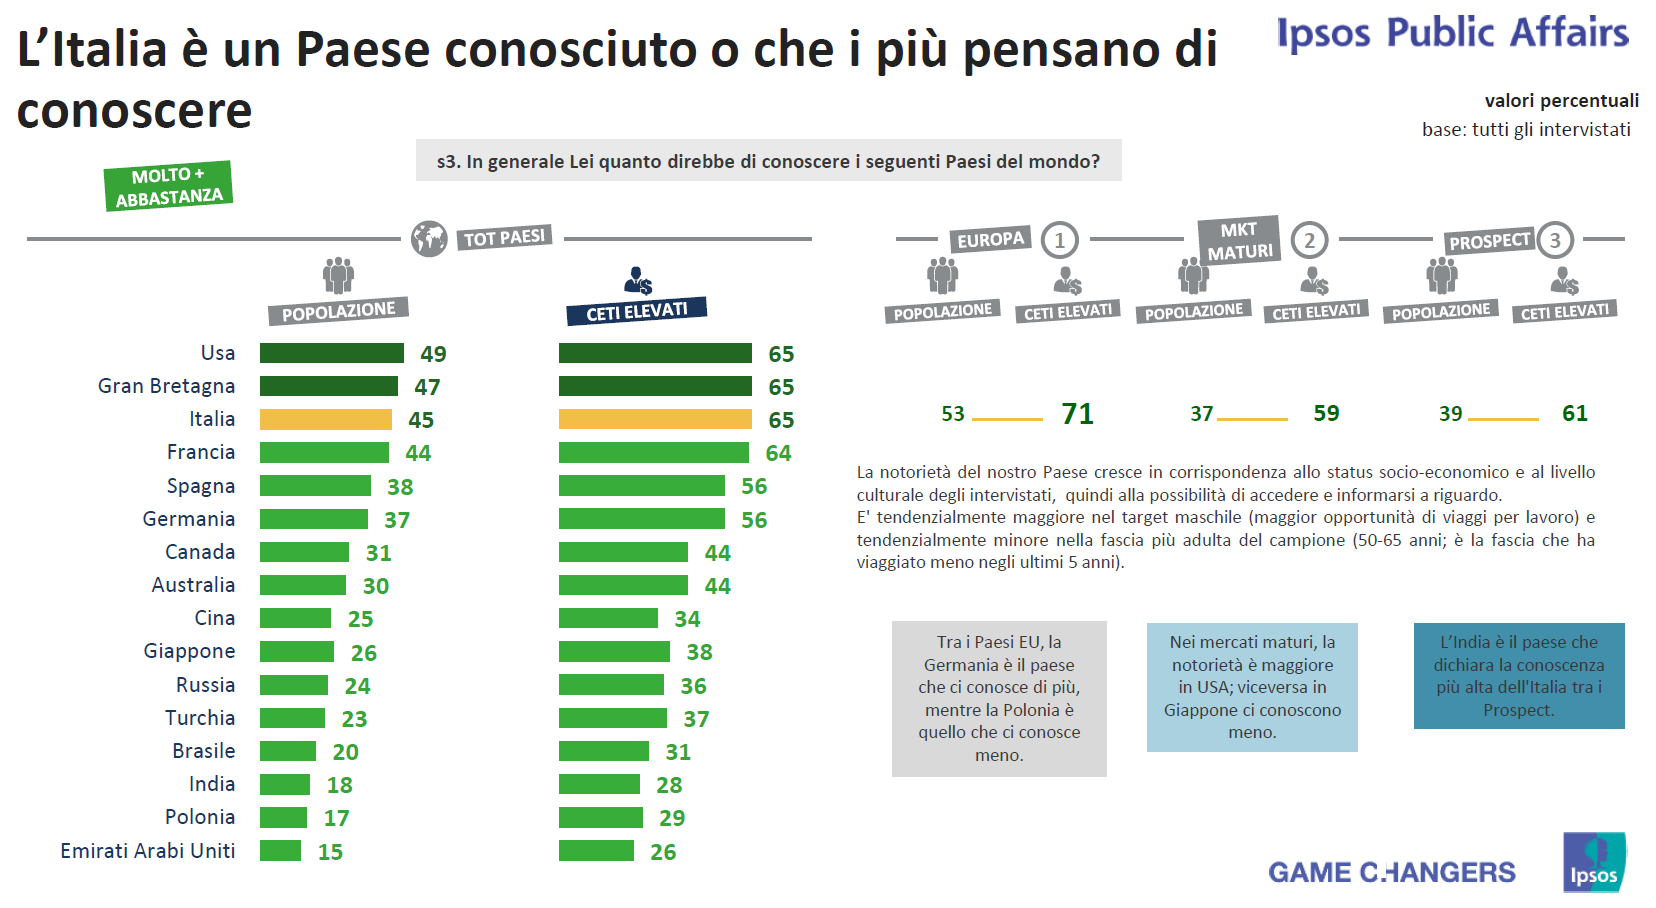 L’Italia è un Paese conosciuto o che i più pensano di
conoscere
Ipsos Public Affairs
valori percentuali
base: tutti gli intervistati
s3. In generale Lei quanto direbbe di conoscere i seguenti Paesi del mondo?
MOLTO +
ABBASTANZA
TOT PAESI
POPOLAZIONE
CETI ELEVATI
Usa 49 65
Gran Bretagna 47 65
Italia 45 65
Francia 44 64
Spagna 38 56
Germania 37 56
Canada 31 44
Australia 30 44
Cina 25 34
Giappone 26 38
Russia 24 36
Turchia 23 37
Brasile 20 31
India 18 28
Polonia 17 29
Emirati Arabi Uniti 15 26
EUROPA 1
POPOLAZIONE CETI ELEVATI
53 71
MKT
MATURI 2
POPOLAZIONE CETI ELEVATI
37 59
PROSPECT 3
POPOLAZIONE CETI ELEVATI
39 61
La notorietà del nostro Paese cresce in corrispondenza allo status socio-economico e al livello
culturale degli intervistati, quindi alla possibilità di accedere e informarsi a riguardo.
E' tendenzialmente maggiore nel target maschile (maggior opportunità di viaggi per lavoro) e
tendenzialmente minore nella fascia più adulta del campione (50-65 anni; è la fascia che ha
viaggiato meno negli ultimi 5 anni).
Tra i Paesi EU, la
Germania è il paese
che ci conosce di più,
mentre la Polonia è
quello che ci conosce
meno.
Nei mercati maturi, la
notorietà è maggiore
in USA; viceversa in
Giappone ci conoscono
meno.
L’India è il paese che
dichiara la conoscenza
più alta dell'Italia tra i
Prospect.
GAME CHANGERS
Ipsos